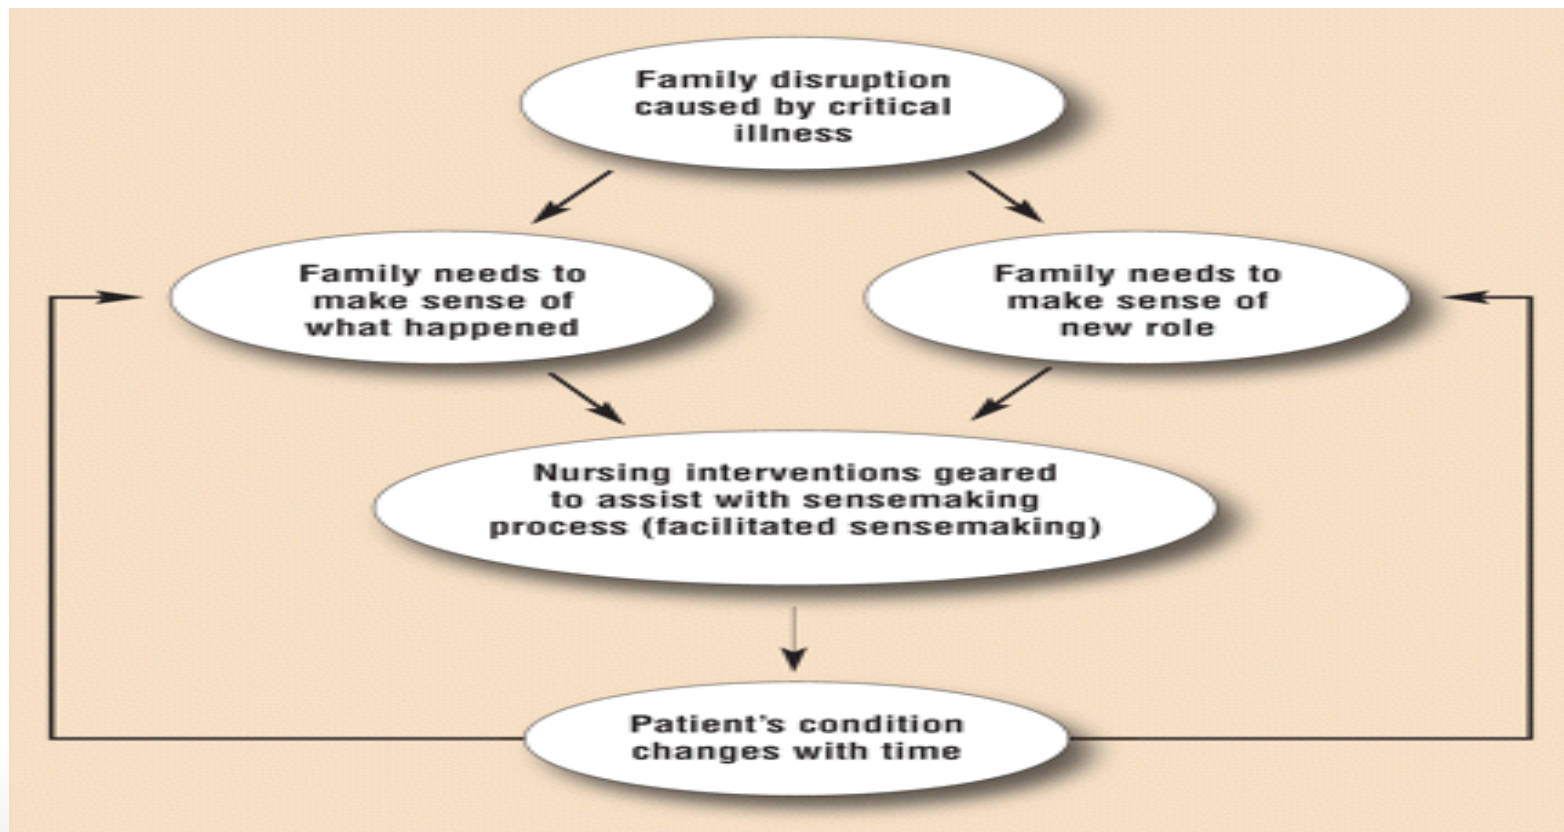 Family disruption
caused by critical
illness
Family needs to
make sense of
what happened
Family needs to
make sense of
new role
Nursing interventions geared
to assist with sensemaking
process (facilitated sensemaking)
Patient’s condition
changes with time